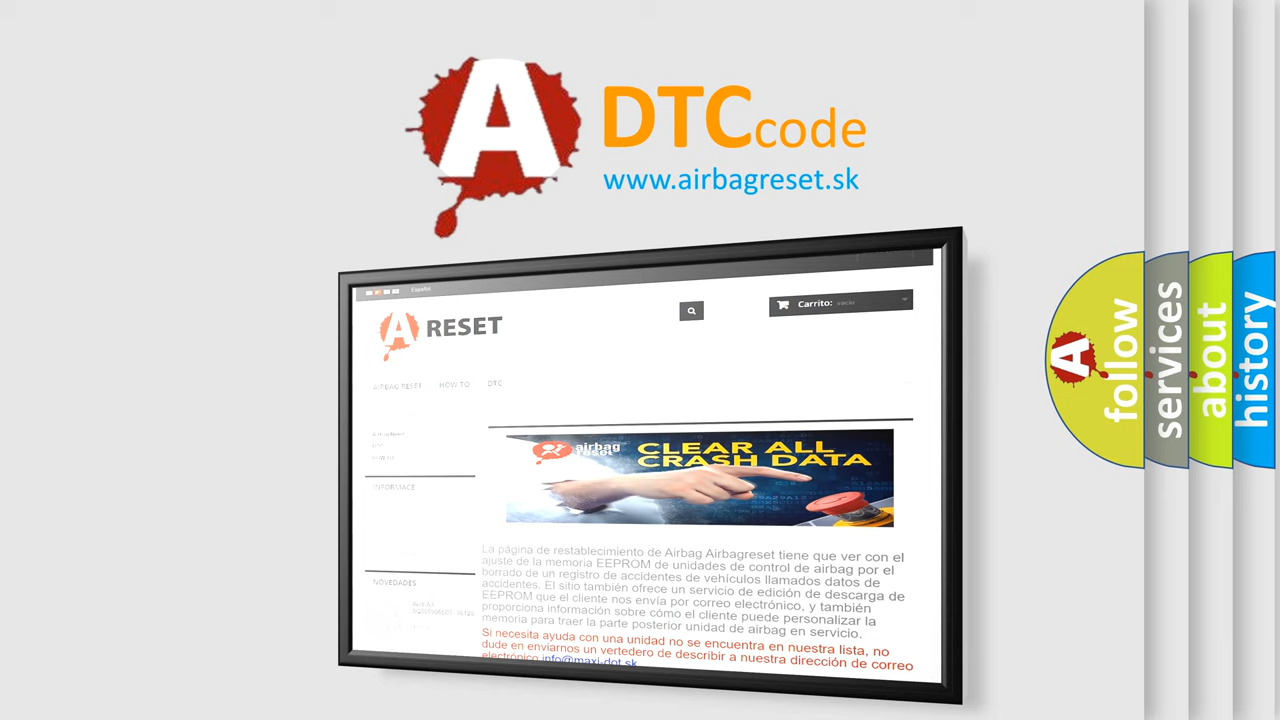 A DTC code
www.airbagreset.sk
Español
A RESET
Carrito: vacío
AIRBAG RESET HOW TO DTC
INFORMACE
NOVEDADES
airbag
reset
CLEAR ALL
CRASH DATA
La página de restablecimiento de Airbag Airbagreset tiene que ver con el
ajuste de la memoria EEPROM de unidades de control de airbag por el
borrado de un registro de accidentes de vehículos llamados datos de
accidentes. El sitio también ofrece un servicio de edición de descarga de
EEPROM que el cliente nos envía por correo electrónico, y también
proporciona información sobre cómo el cliente puede personalizar la
memoria para traer la parte posterior unidad de airbag en servicio.
Si necesita ayuda con una unidad no se encuentra en nuestra lista, no
dude en enviarnos un vertedero de describir a nuestra dirección de correo
electrónico info@maxi-dot.sk
A follow
services
about
history